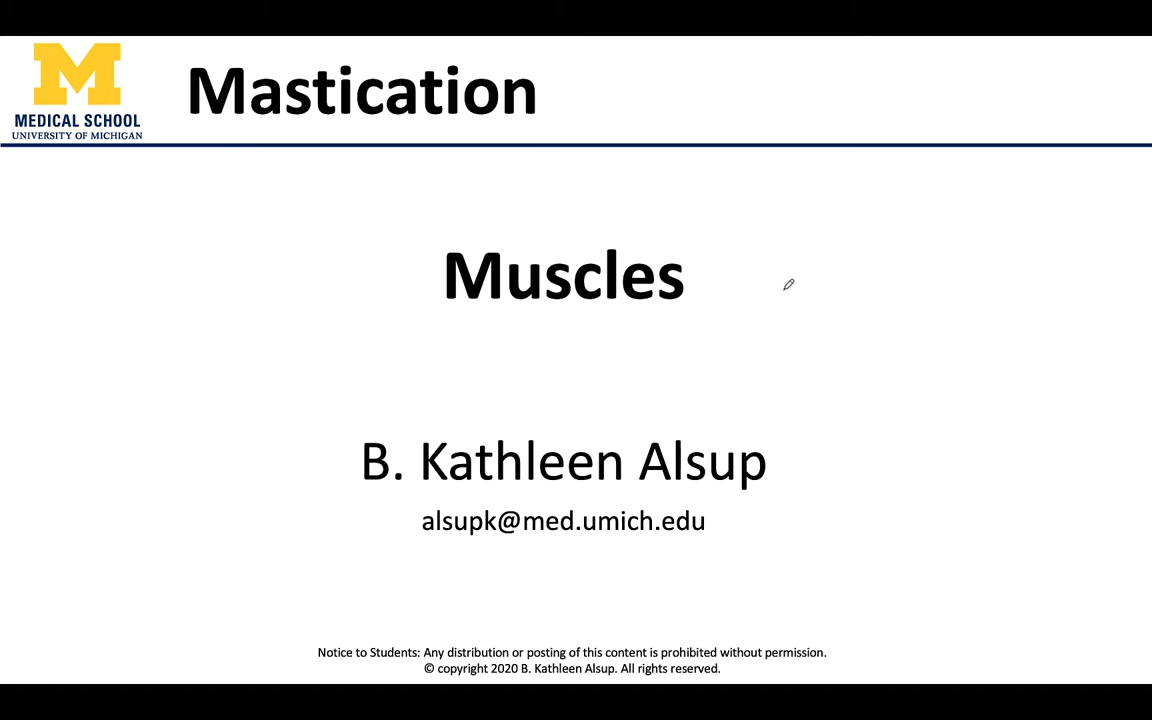 M
MEDICAL SCHOOL
UNIVERSITY OF MICHIGAN
Mastication
Muscles
B. Kathleen Alsup
alsupk@med.umich.edu
Notice to Students: Any distribution or posting of this content is prohibited without permission.
© copyright 2020 B. Kathleen Alsup. All rights reserved.